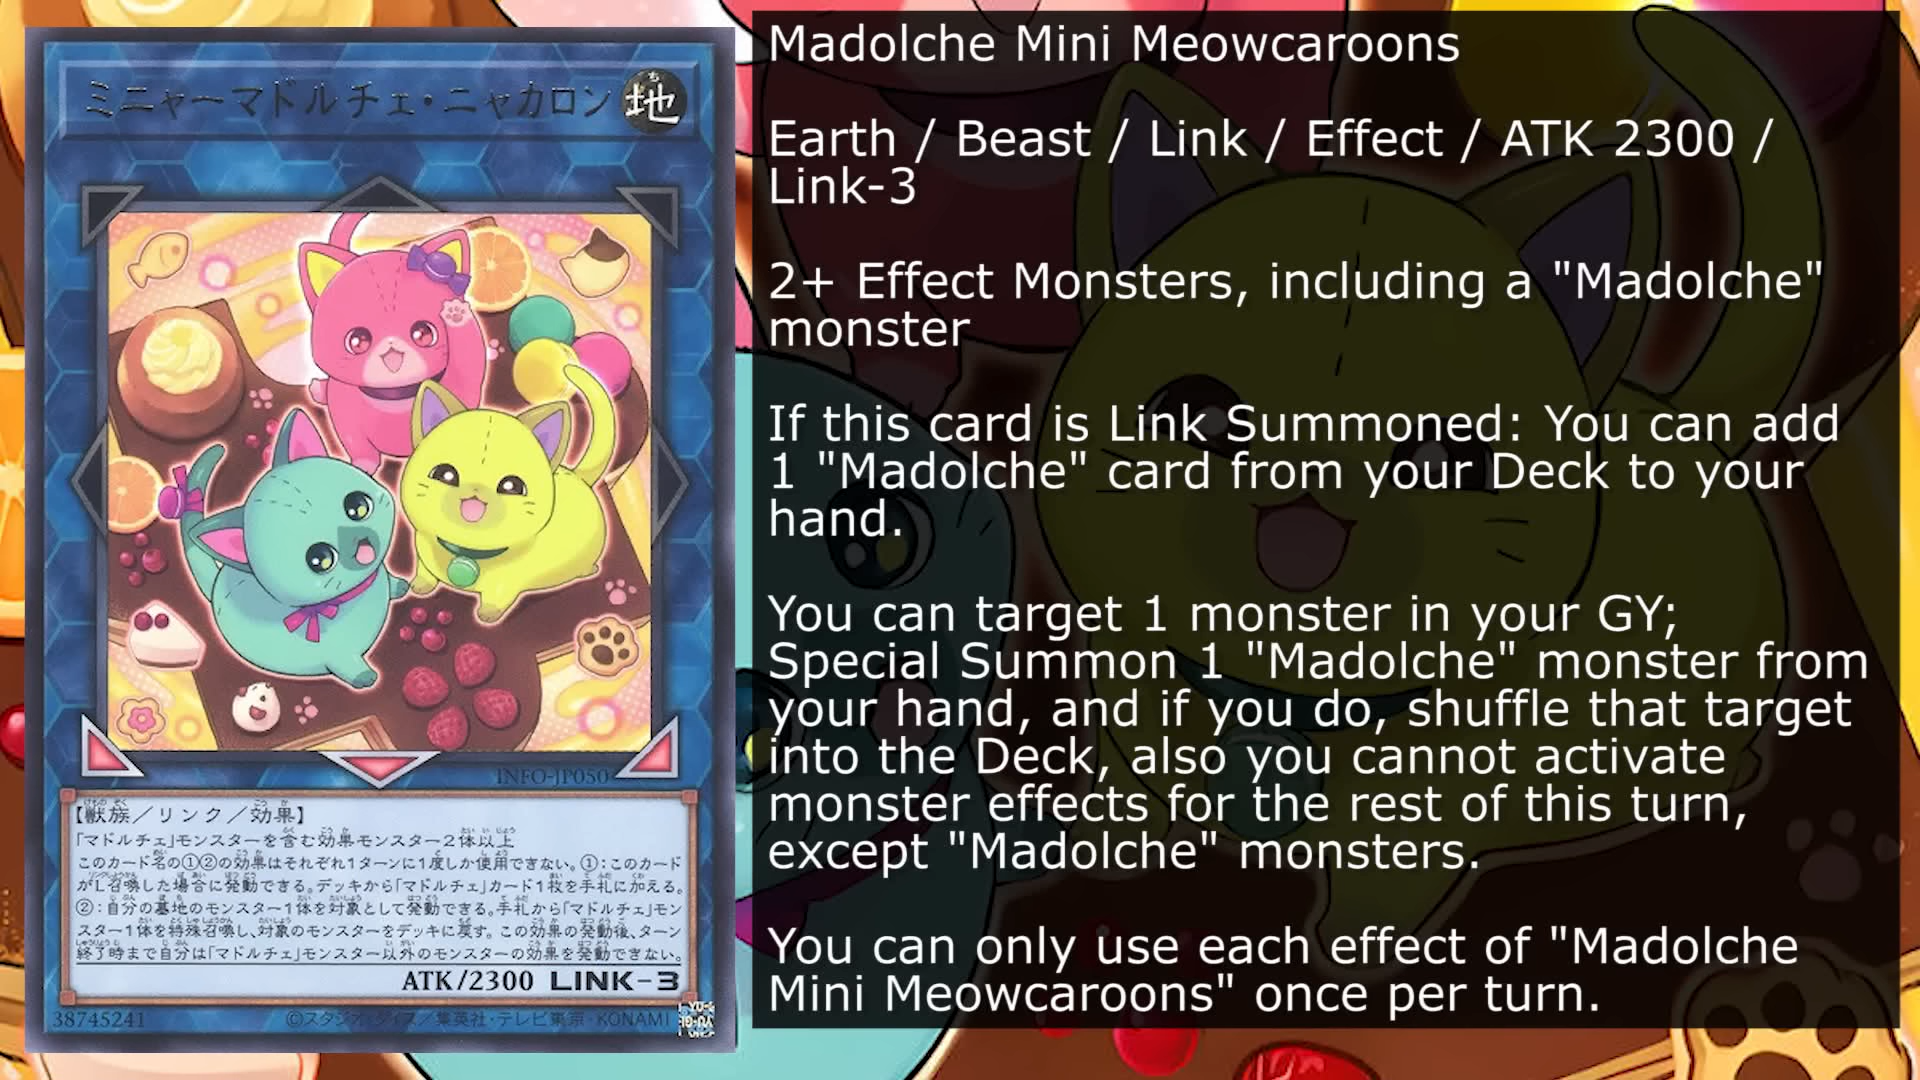 ミニャーマドルチェ・ニャカロン
ち
地
INFO-JP050
【獣族／リンク／効果】
「マドルチェ」モンスターを含む効果モンスター２体以上
このカード名の①②の効果はそれぞれ１ターンに１度しか使用できない。①：このカード
がＬ召喚した場合に発動できる。デッキから「マドルチェ」カード１枚を手札に加える。
②：自分の墓地のモンスター１体を対象として発動できる。手札から「マドルチェ」モン
スター１体を特殊召喚し、対象のモンスターをデッキに戻す。この効果の発動後、ターン
終了時まで自分は「マドルチェ」モンスター以外のモンスターの効果を発動できない。
ATK/2300 LINK-3
38745241
©スタジオ・ダイス／集英社・テレビ東京・KONAMI
Madolche Mini Meowcaroons
Earth / Beast / Link / Effect / ATK 2300 /
Link-3
2+ Effect Monsters, including a "Madolche"
monster
If this card is Link Summoned: You can add
1 "Madolche" card from your Deck to your
hand.
You can target 1 monster in your GY;
Special Summon 1 "Madolche" monster from
your hand, and if you do, shuffle that target
into the Deck, also you cannot activate
monster effects for the rest of this turn,
except "Madolche" monsters.
You can only use each effect of "Madolche
Mini Meowcaroons" once per turn.